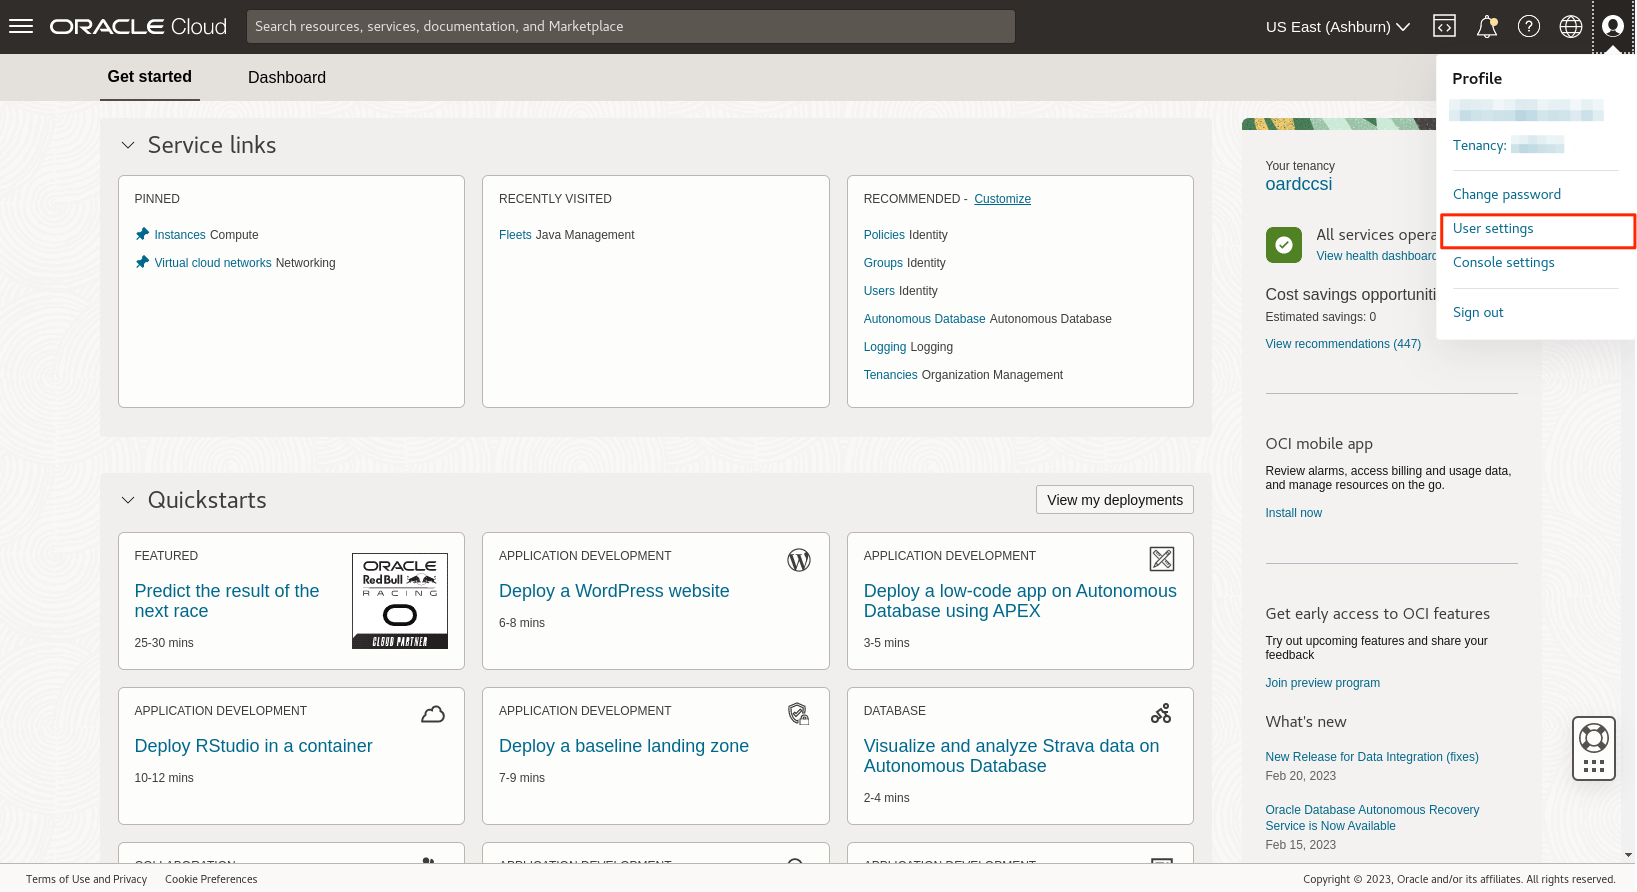 ORACLE Cloud
Search resources, services, documentation, and Marketplace
US East (Ashburn)
Get started
Dashboard
Profile
Tenancy:
Change password
User settings
Console settings
Sign out
Service links
PINNED
Instances Compute
Virtual cloud networks Networking
RECENTLY VISITED
Fleets Java Management
RECOMMENDED - Customize
Policies Identity
Groups Identity
Users Identity
Autonomous Database Autonomous Database
Logging Logging
Tenancies Organization Management
Your tenancy
oardccsi
All services opera
View health dashboard
Cost savings opportuniti
Estimated savings: 0
View recommendations (447)
OCI mobile app
Review alarms, access billing and usage data,
and manage resources on the go.
Install now
Get early access to OCI features
Try out upcoming features and share your
feedback
Join preview program
What's new
New Release for Data Integration (fixes)
Feb 20, 2023
Oracle Database Autonomous Recovery
Service is Now Available
Feb 15, 2023
Quickstarts
View my deployments
FEATURED
Predict the result of the
next race
25-30 mins
ORACLE
Red Bull
RACING
CLOUD PARTNER
APPLICATION DEVELOPMENT
Deploy a WordPress website
6-8 mins
APPLICATION DEVELOPMENT
Deploy a low-code app on Autonomous
Database using APEX
3-5 mins
APPLICATION DEVELOPMENT
Deploy RStudio in a container
10-12 mins
APPLICATION DEVELOPMENT
Deploy a baseline landing zone
7-9 mins
DATABASE
Visualize and analyze Strava data on
Autonomous Database
2-4 mins
COLLABORATION
APPLICATION DEVELOPMENT
APPLICATION DEVELOPMENT
Terms of Use and Privacy
Cookie Preferences
Copyright © 2023, Oracle and/or its affiliates. All rights reserved.